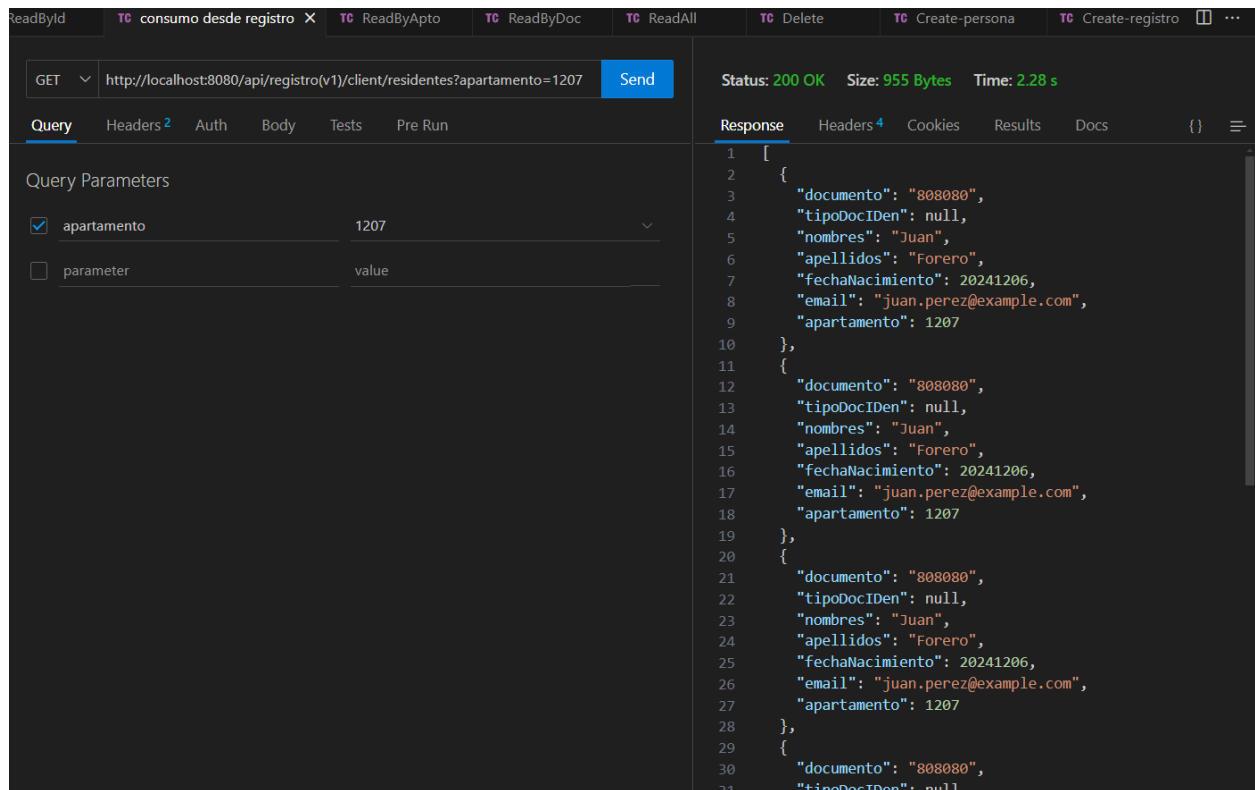 ReadById TC consumo desde registro X TC ReadByApto TC ReadByDoc TC ReadAll TC Delete TC Create-persona TC Create-registro ...
GET http://localhost:8080/api/registro(v1)/client/residentes?apartamento=1207 Send
Query Headers 2 Auth Body Tests Pre Run
Query Parameters
apartamento 1207
parameter value
Status: 200 OK Size: 955 Bytes Time: 2.28 s
Response Headers 4 Cookies Results Docs {}
1 [
2 {
3 "documento": "808080",
4 "tipoDocIDen": null,
5 "nombres": "Juan",
6 "apellidos": "Forero",
7 "fechaNacimiento": 20241206,
8 "email": "juan.perez@example.com",
9 "apartamento": 1207
10 },
11 {
12 "documento": "808080",
13 "tipoDocIDen": null,
14 "nombres": "Juan",
15 "apellidos": "Forero",
16 "fechaNacimiento": 20241206,
17 "email": "juan.perez@example.com",
18 "apartamento": 1207
19 },
20 {
21 "documento": "808080",
22 "tipoDocIDen": null,
23 "nombres": "Juan",
24 "apellidos": "Forero",
25 "fechaNacimiento": 20241206,
26 "email": "juan.perez@example.com",
27 "apartamento": 1207
28 },
29 {
30 "documento": "808080",
31 "tipoDocIDen": null